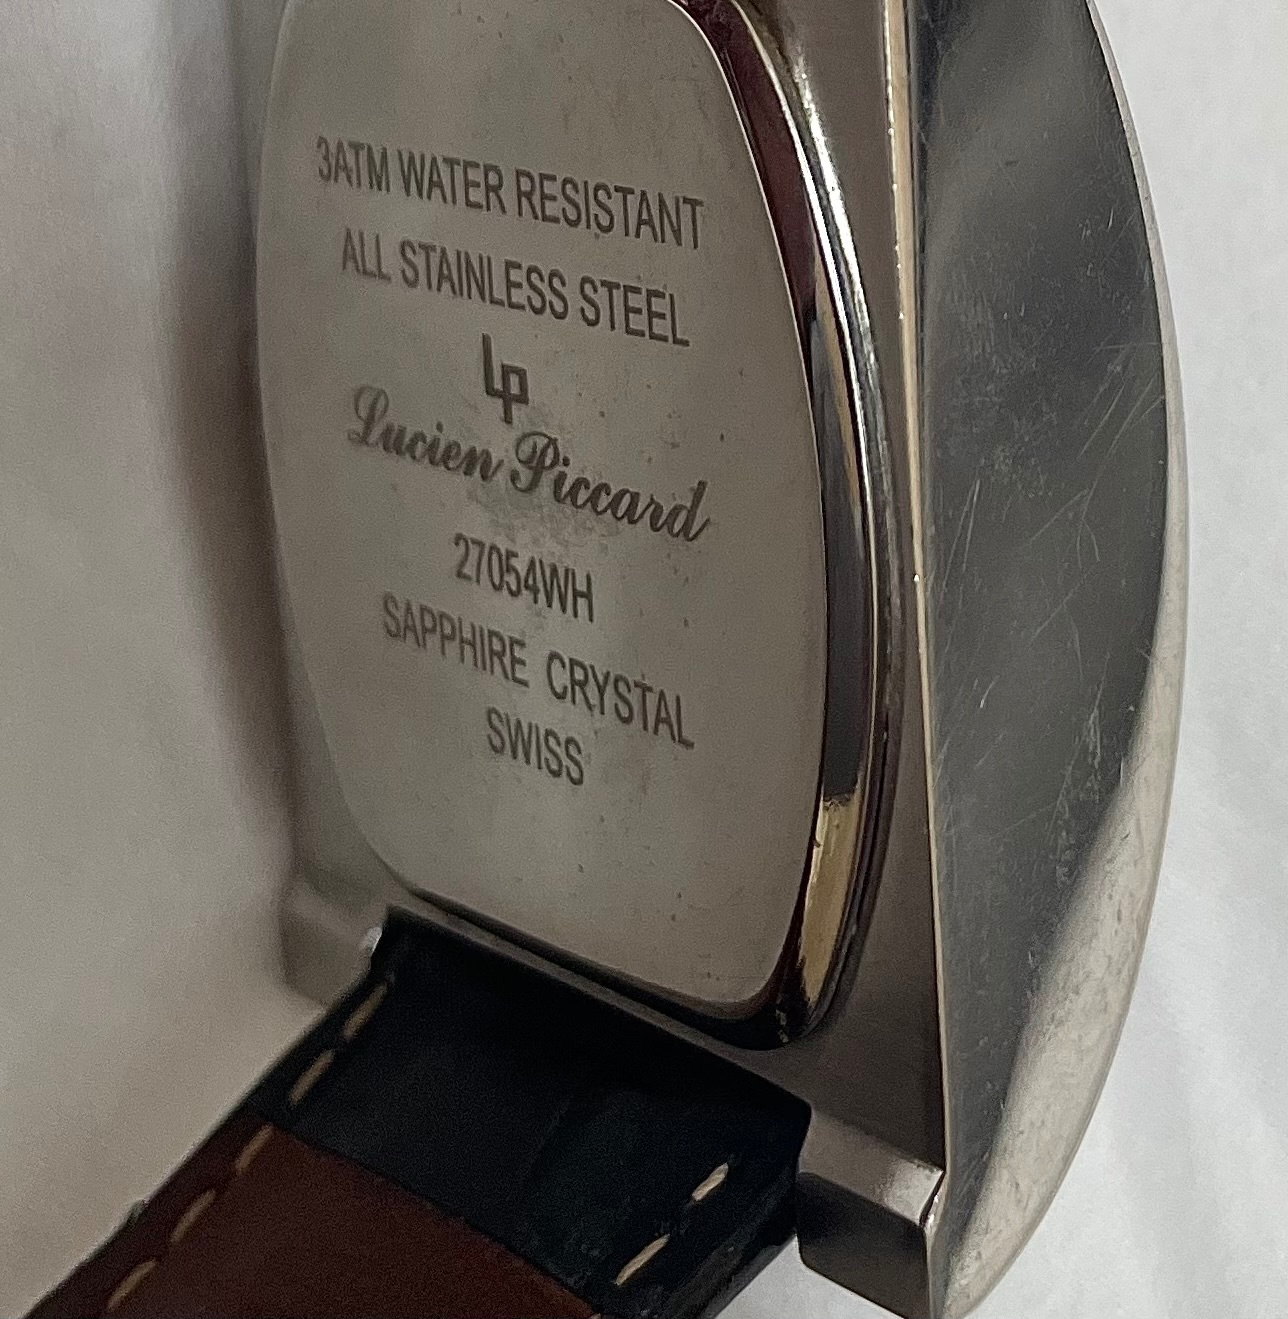 3ATM WATER RESISTANT
ALL STAINLESS STEEL
LP
Lucien Piccard
27054WH
SAPPHIRE CRYSTAL
SWISS